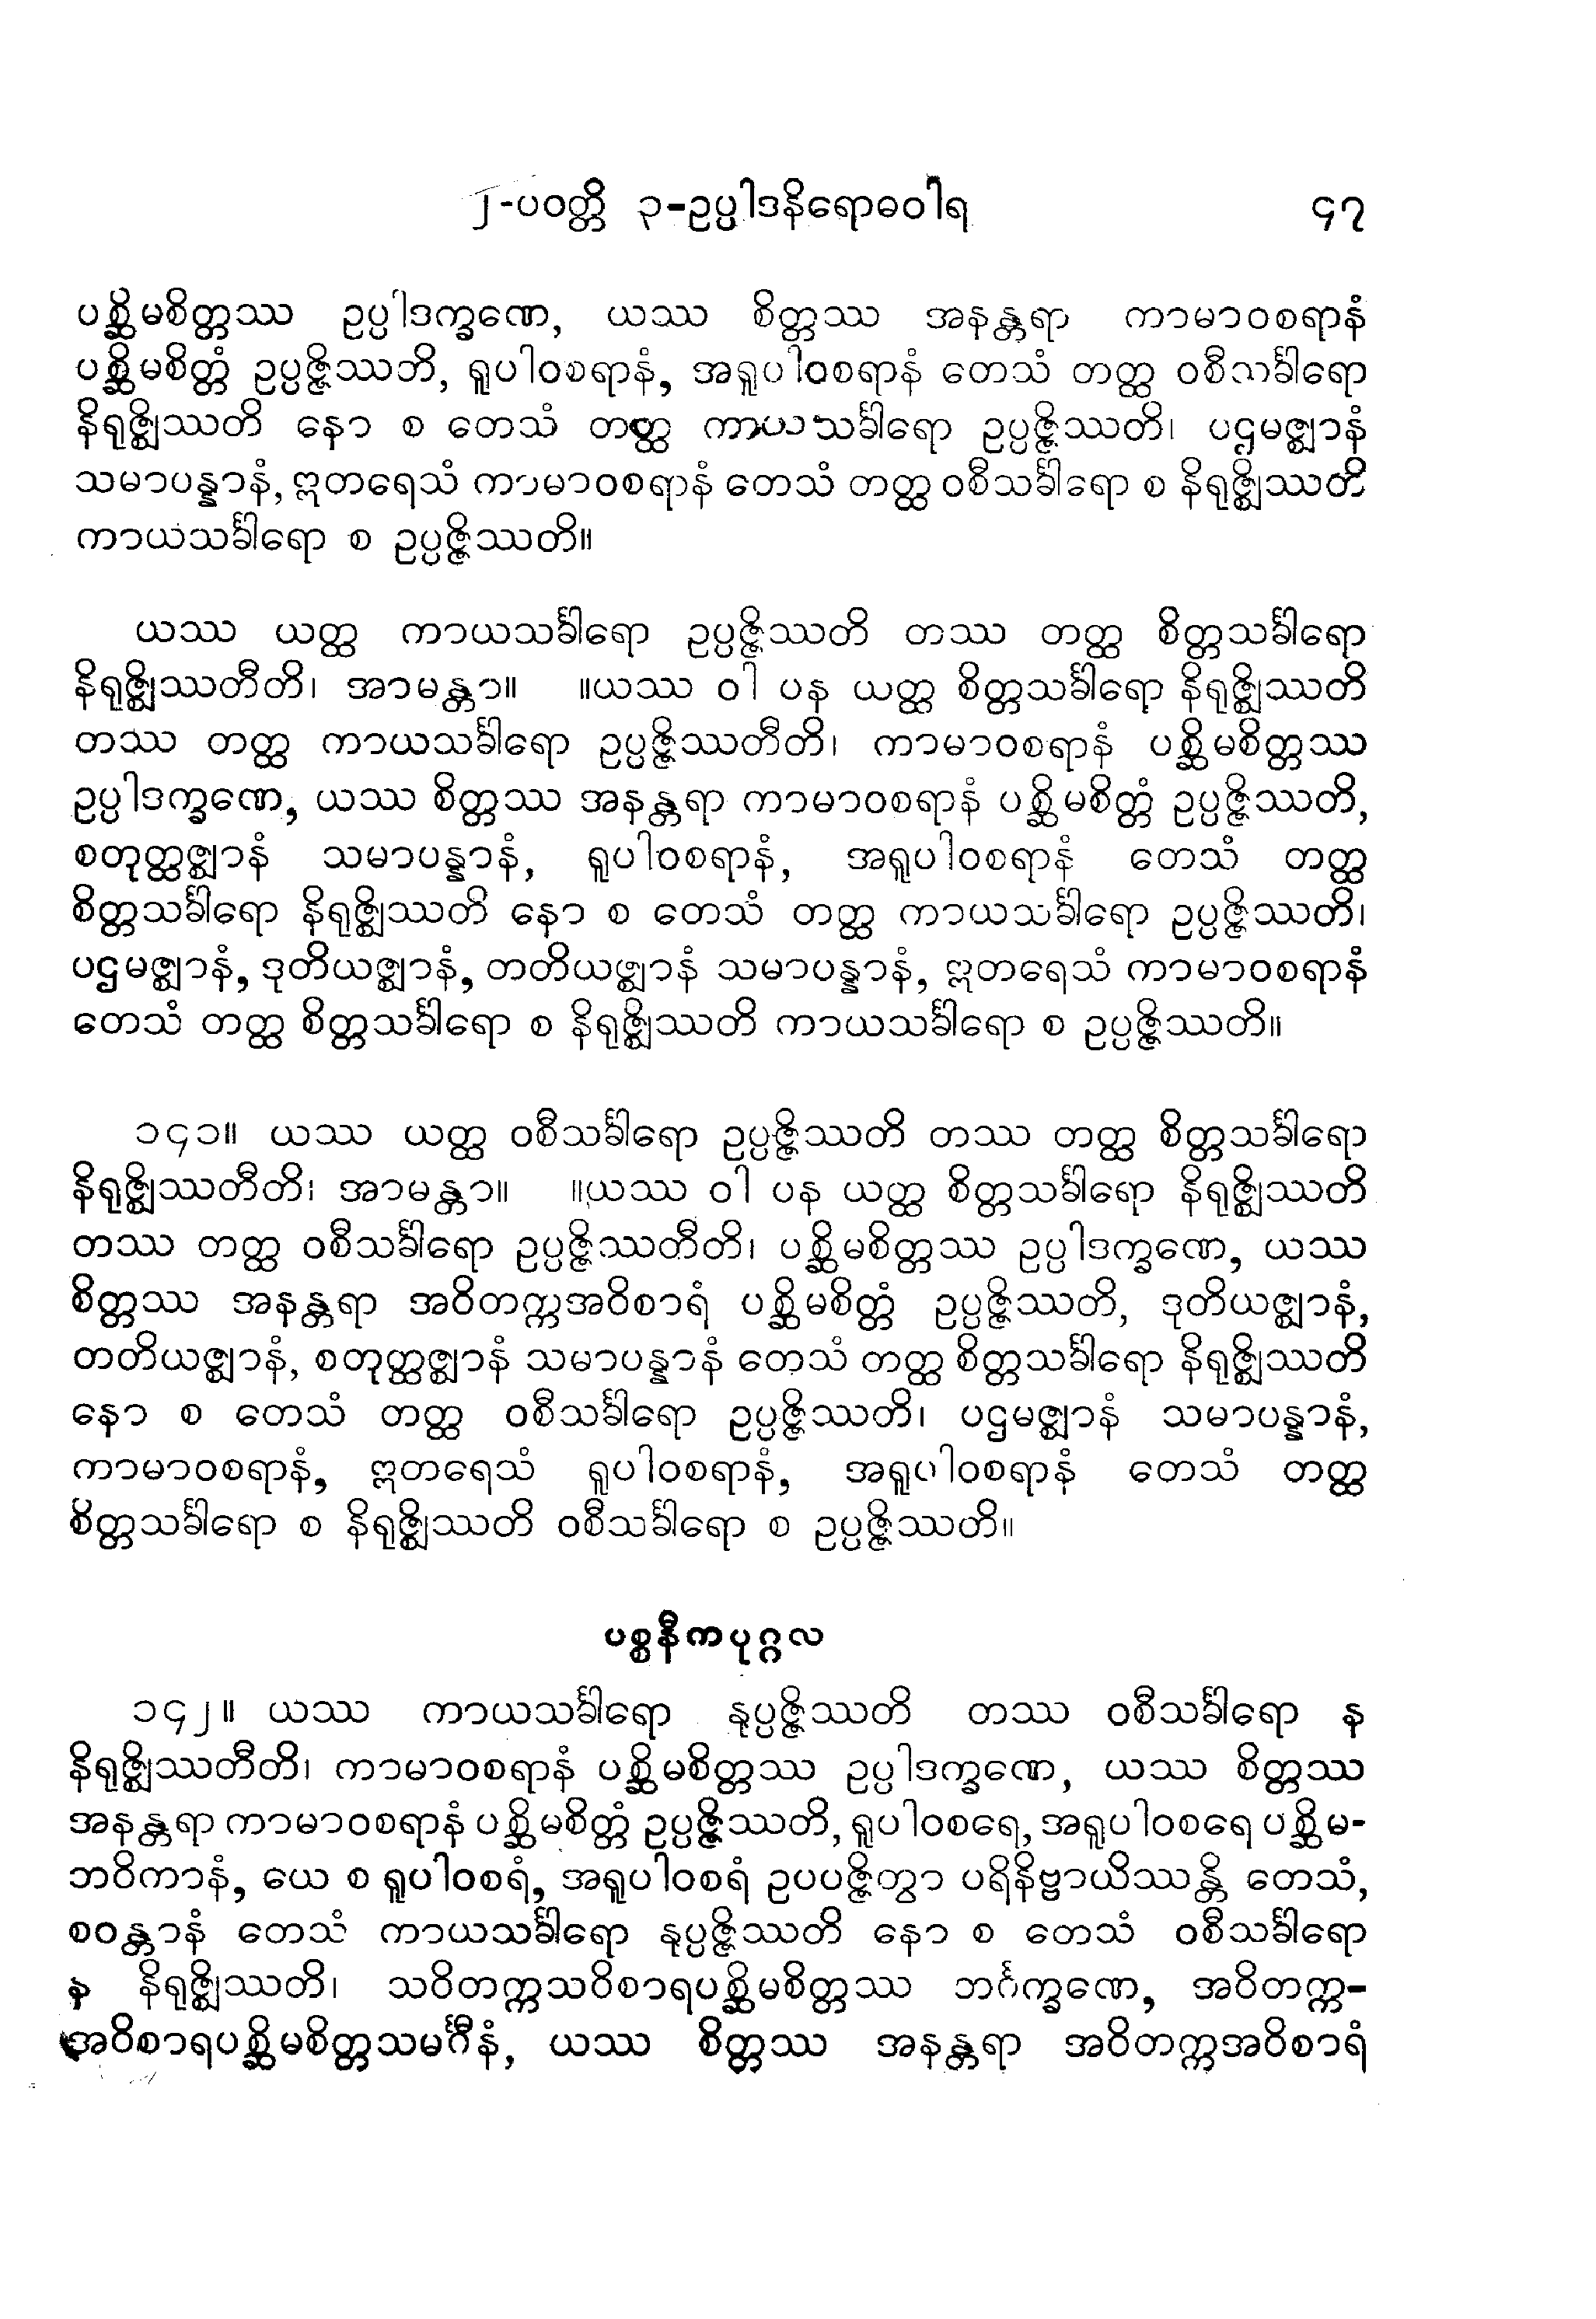 ၂-ပဝတ္တိ ၃-ဥပ္ပါဒနိရောဓဝါရ ၄၇
ပစ္ဆိမစိတ္တဿ ဥပ္ပါဒက္ခဏေ, ယဿ စိတ္တဿ အနန္တရာ ကာမာဝစရာနံ
ပစ္ဆိမစိတ္တံ ဥပ္ပဇ္ဇိဿတိ, ရူပါဝစရာနံ, အရူပါဝစရာနံ တေသံ တတ္ထ ဝစီသင်္ခါရော
နိရုဇ္ဈိဿတိ နော စ တေသံ တတ္ထ ကာယသင်္ခါရော ဥပ္ပဇ္ဇိဿတိ၊ ပဌမဇ္ဈာနံ
သမာပန္နာနံ, ဣတရေသံ ကာမာဝစရာနံ တေသံ တတ္ထ ဝစီသင်္ခါရော စ နိရုဇ္ဈိဿတိ
ကာယသင်္ခါရော စ ဥပ္ပဇ္ဇိဿတိ။
ယဿ ယတ္ထ ကာယသင်္ခါရော ဥပ္ပဇ္ဇိဿတိ တဿ တတ္ထ စိတ္တသင်္ခါရော
နိရုဇ္ဈိဿတီတိ၊ အာမန္တာ။ ။ယဿ ဝါ ပန ယတ္ထ စိတ္တသင်္ခါရော နိရုဇ္ဈိဿတိ
တဿ တတ္ထ ကာယသင်္ခါရော ဥပ္ပဇ္ဇိဿတီတိ၊ ကာမာဝစရာနံ ပစ္ဆိမစိတ္တဿ
ဥပ္ပါဒက္ခဏေ, ယဿ စိတ္တဿ အနန္တရာ ကာမာဝစရာနံ ပစ္ဆိမစိတ္တံ ဥပ္ပဇ္ဇိဿတိ,
စတုတ္ထဇ္ဈာနံ သမာပန္နာနံ, ရူပါဝစရာနံ, အရူပါဝစရာနံ တေသံ တတ္ထ
စိတ္တသင်္ခါရော နိရုဇ္ဈိဿတိ နော စ တေသံ တတ္ထ ကာယသင်္ခါရော ဥပ္ပဇ္ဇိဿတိ၊
ပဌမဇ္ဈာနံ, ဒုတိယဇ္ဈာနံ, တတိယဇ္ဈာနံ သမာပန္နာနံ, ဣတရေသံ ကာမာဝစရာနံ
တေသံ တတ္ထ စိတ္တသင်္ခါရော စ နိရုဇ္ဈိဿတိ ကာယသင်္ခါရော စ ဥပ္ပဇ္ဇိဿတိ။
၁၄၁။ ယဿ ယတ္ထ ဝစီသင်္ခါရော ဥပ္ပဇ္ဇိဿတိ တဿ တတ္ထ စိတ္တသင်္ခါရော
နိရုဇ္ဈိဿတီတိ၊ အာမန္တာ။ ။ယဿ ဝါ ပန ယတ္ထ စိတ္တသင်္ခါရော နိရုဇ္ဈိဿတိ
တဿ တတ္ထ ဝစီသင်္ခါရော ဥပ္ပဇ္ဇိဿတီတိ၊ ပစ္ဆိမစိတ္တဿ ဥပ္ပါဒက္ခဏေ, ယဿ
စိတ္တဿ အနန္တရာ အဝိတက္ကအဝိစာရံ ပစ္ဆိမစိတ္တံ ဥပ္ပဇ္ဇိဿတိ, ဒုတိယဇ္ဈာနံ,
တတိယဇ္ဈာနံ, စတုတ္ထဇ္ဈာနံ သမာပန္နာနံ တေသံ တတ္ထ စိတ္တသင်္ခါရော နိရုဇ္ဈိဿတိ
နော စ တေသံ တတ္ထ ဝစီသင်္ခါရော ဥပ္ပဇ္ဇိဿတိ၊ ပဌမဇ္ဈာနံ သမာပန္နာနံ,
ကာမာဝစရာနံ, ဣတရေသံ ရူပါဝစရာနံ, အရူပါဝစရာနံ တေသံ တတ္ထ
စိတ္တသင်္ခါရော စ နိရုဇ္ဈိဿတိ ဝစီသင်္ခါရော စ ဥပ္ပဇ္ဇိဿတိ။
ပစ္စနီကပုဂ္ဂလ
၁၄၂။ ယဿ ကာယသင်္ခါရော နုပ္ပဇ္ဇိဿတိ တဿ ဝစီသင်္ခါရော န
နိရုဇ္ဈိဿတီတိ၊ ကာမာဝစရာနံ ပစ္ဆိမစိတ္တဿ ဥပ္ပါဒက္ခဏေ, ယဿ စိတ္တဿ
အနန္တရာ ကာမာဝစရာနံ ပစ္ဆိမစိတ္တံ ဥပ္ပဇ္ဇိဿတိ, ရူပါဝစရေ, အရူပါဝစရေ ပစ္ဆိမ-
ဘဝိကာနံ, ယေ စ ရူပါဝစရံ, အရူပါဝစရံ ဥပပဇ္ဇိတွာ ပရိနိဗ္ဗာယိဿန္တိ တေသံ,
စဝန္တာနံ တေသံ ကာယသင်္ခါရော နုပ္ပဇ္ဇိဿတိ နော စ တေသံ ဝစီသင်္ခါရော
န နိရုဇ္ဈိဿတိ၊ သဝိတက္ကသဝိစာရပစ္ဆိမစိတ္တဿ ဘင်္ဂက္ခဏေ, အဝိတက္က-
အဝိစာရပစ္ဆိမစိတ္တသမင်္ဂီနံ, ယဿ စိတ္တဿ အနန္တရာ အဝိတက္ကအဝိစာရံ